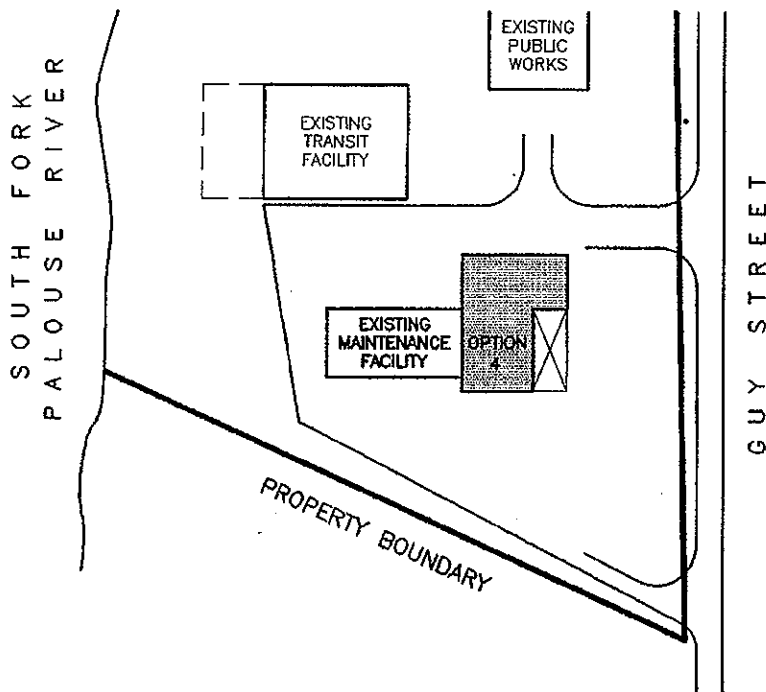 EXISTING
PUBLIC
WORKS
SOUTH FORK
PALOUSE RIVER
EXISTING
TRANSIT
FACILITY
GUY STREET
EXISTING
MAINTENANCE
FACILITY
OPTION
4
PROPERTY BOUNDARY